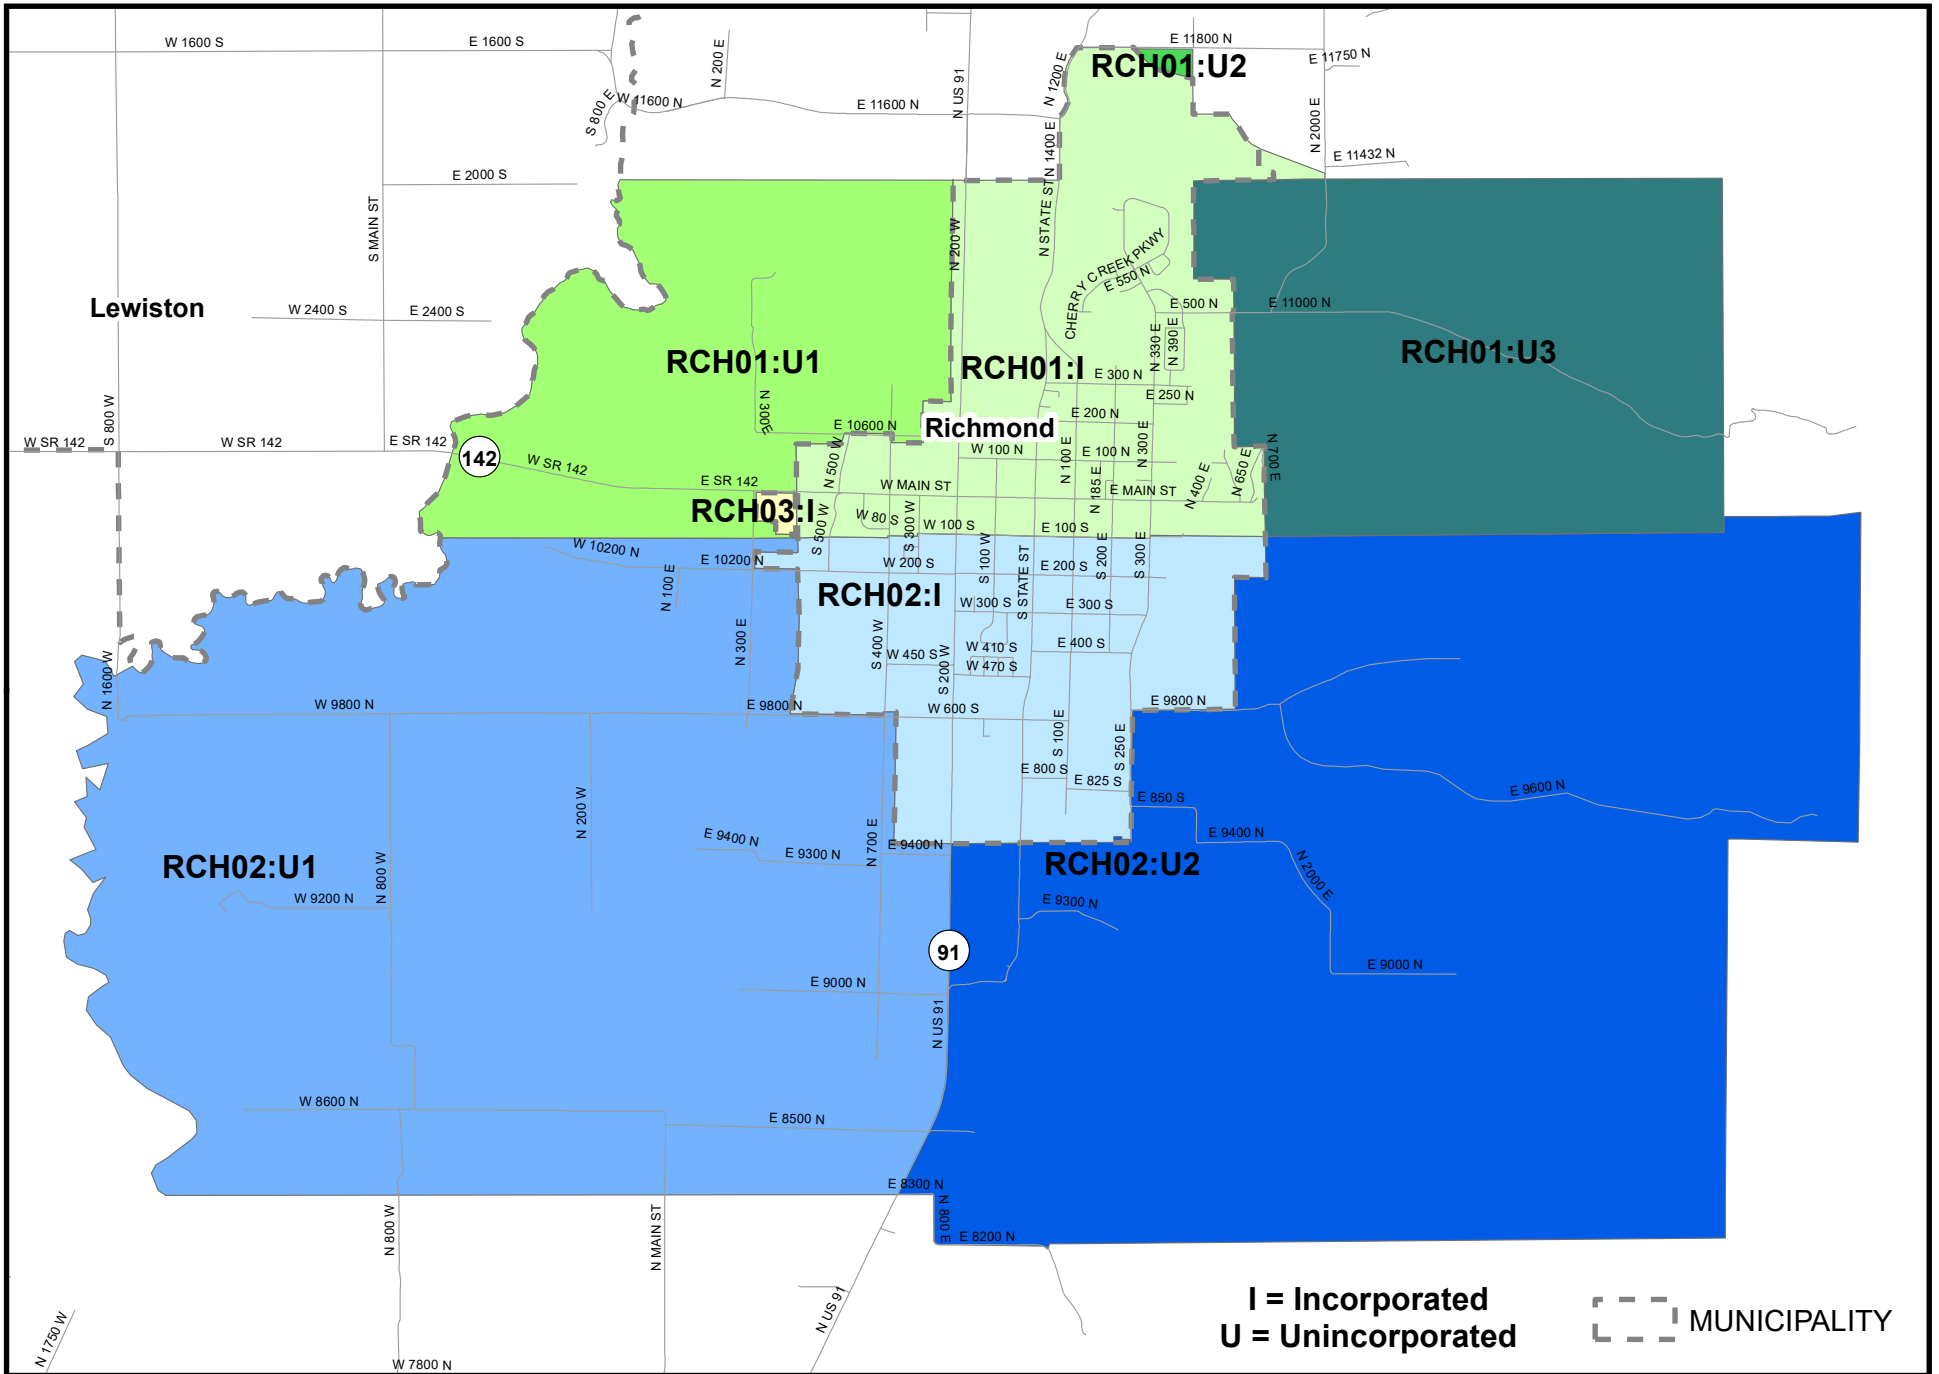 W 1600 S
E 1600 S
E 11800 N
E 11750 N
RCH01:U2
N 200 E
N US 91
N 1200 E
S 800 E
W 11600 N
E 11600 N
N 2000 E
N 1400 E
E 11432 N
E 2000 S
S MAIN ST
N STATE ST
N 200 W
CHERRY CREEK PKWY
E 550 N
Lewiston
W 2400 S
E 2400 S
E 500 N
E 11000 N
RCH01:U1
RCH01:I
N 330 E
N 390 E
RCH01:U3
E 300 N
E 250 N
S 800 W
N 300 E
E 10600 N
Richmond
E 200 N
W SR 142
W SR 142
E SR 142
142
W SR 142
N 500 W
W 100 N
N 100 E
E 100 N
N 300 E
N 700 E
E SR 142
W MAIN ST
N 185 E
E MAIN ST
N 400 E
N 650 E
RCH03:I
W 80 S
S 300 W
W 100 S
E 100 S
S 500 W
W 10200 N
E 10200 N
W 200 S
S 100 W
S STATE ST
E 200 S
S 200 E
S 300 E
N 100 E
RCH02:I
W 300 S
E 300 S
N 300 E
S 400 W
W 450 S
W 410 S
E 400 S
W 470 S
S 200 W
N 1600 W
W 9800 N
E 9800 N
W 600 S
E 9800 N
S 100 E
S 250 E
E 800 S
E 825 S
E 850 S
E 9600 N
N 200 W
E 9400 N
E 9300 N
N 700 E
E 9400 N
E 9400 N
RCH02:U1
N 800 W
RCH02:U2
N 2000 E
W 9200 N
E 9300 N
91
E 9000 N
E 9000 N
N US 91
W 8600 N
E 8500 N
E 8300 N
N 800 W
N MAIN ST
N 800 E
E 8200 N
N US 91
N 1750 W
W 7800 N
I = Incorporated
U = Unincorporated
MUNICIPALITY